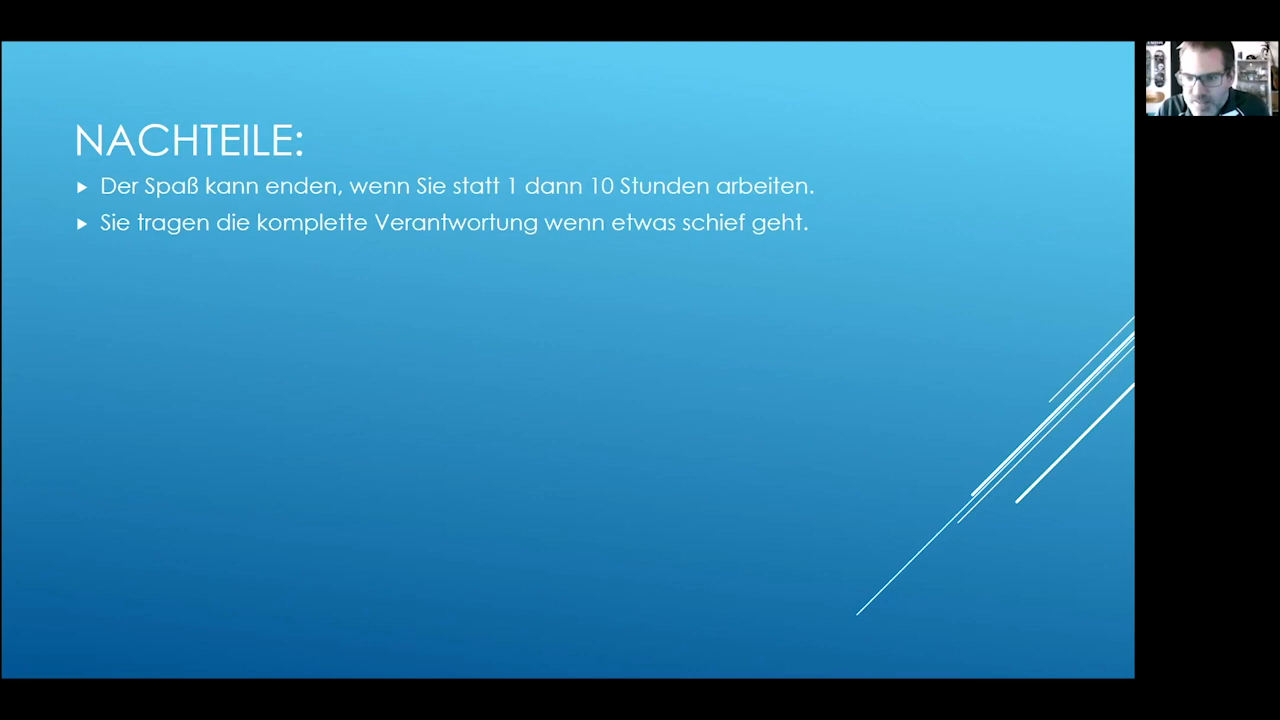 NACHTEILE:
Der Spaß kann enden, wenn Sie statt 1 dann 10 Stunden arbeiten.
Sie tragen die komplette Verantwortung wenn etwas schief geht.